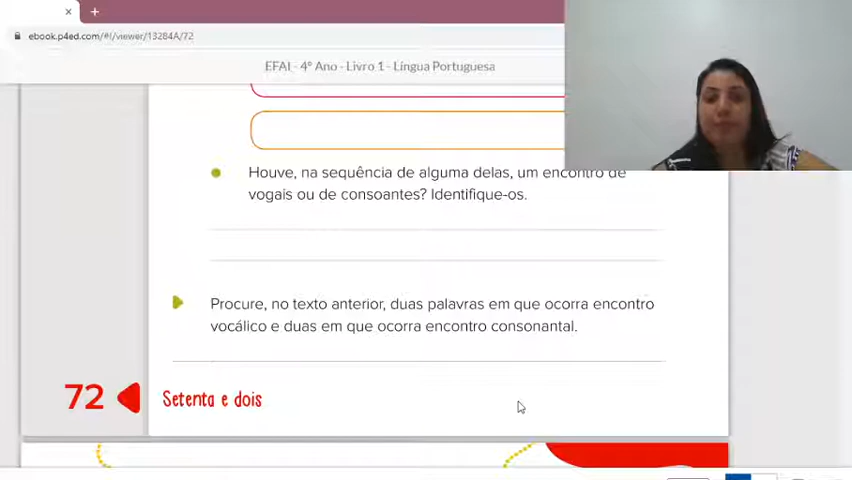 ebook.p4ed.com/#/viewer/13284A/72
EFAI - 4º Ano - Livro 1 - Língua Portuguesa
Houve, na sequência de alguma delas, um encontro de
vogais ou de consoantes? Identifique-os.
Procure, no texto anterior, duas palavras em que ocorra encontro
vocálico e duas em que ocorra encontro consonantal.
72
Setenta e dois